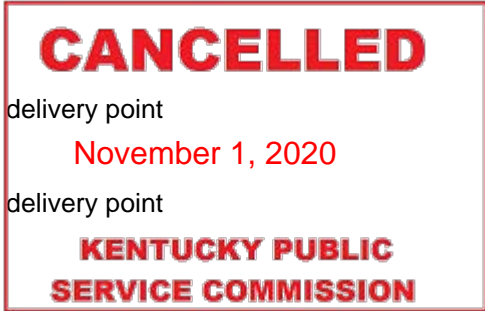 CANCELLED
delivery point
November 1, 2020
delivery point
KENTUCKY PUBLIC
SERVICE COMMISSION